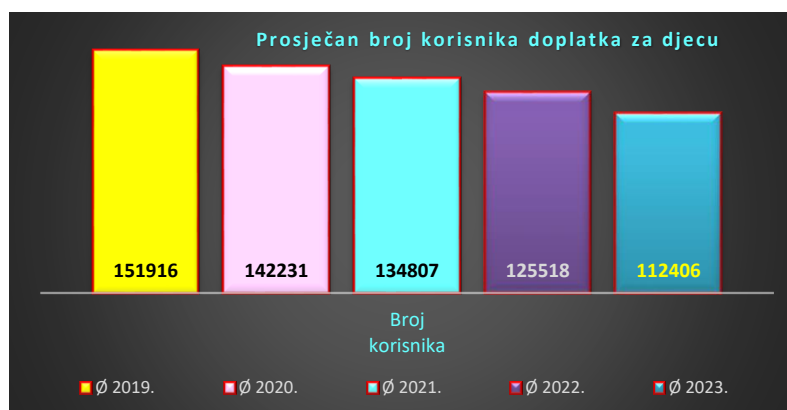 Prosječan broj korisnika doplatka za djecu
151916 142231 134807 125518 112406
Broj
korisnika
Ø 2019. Ø 2020. Ø 2021. Ø 2022. Ø 2023.